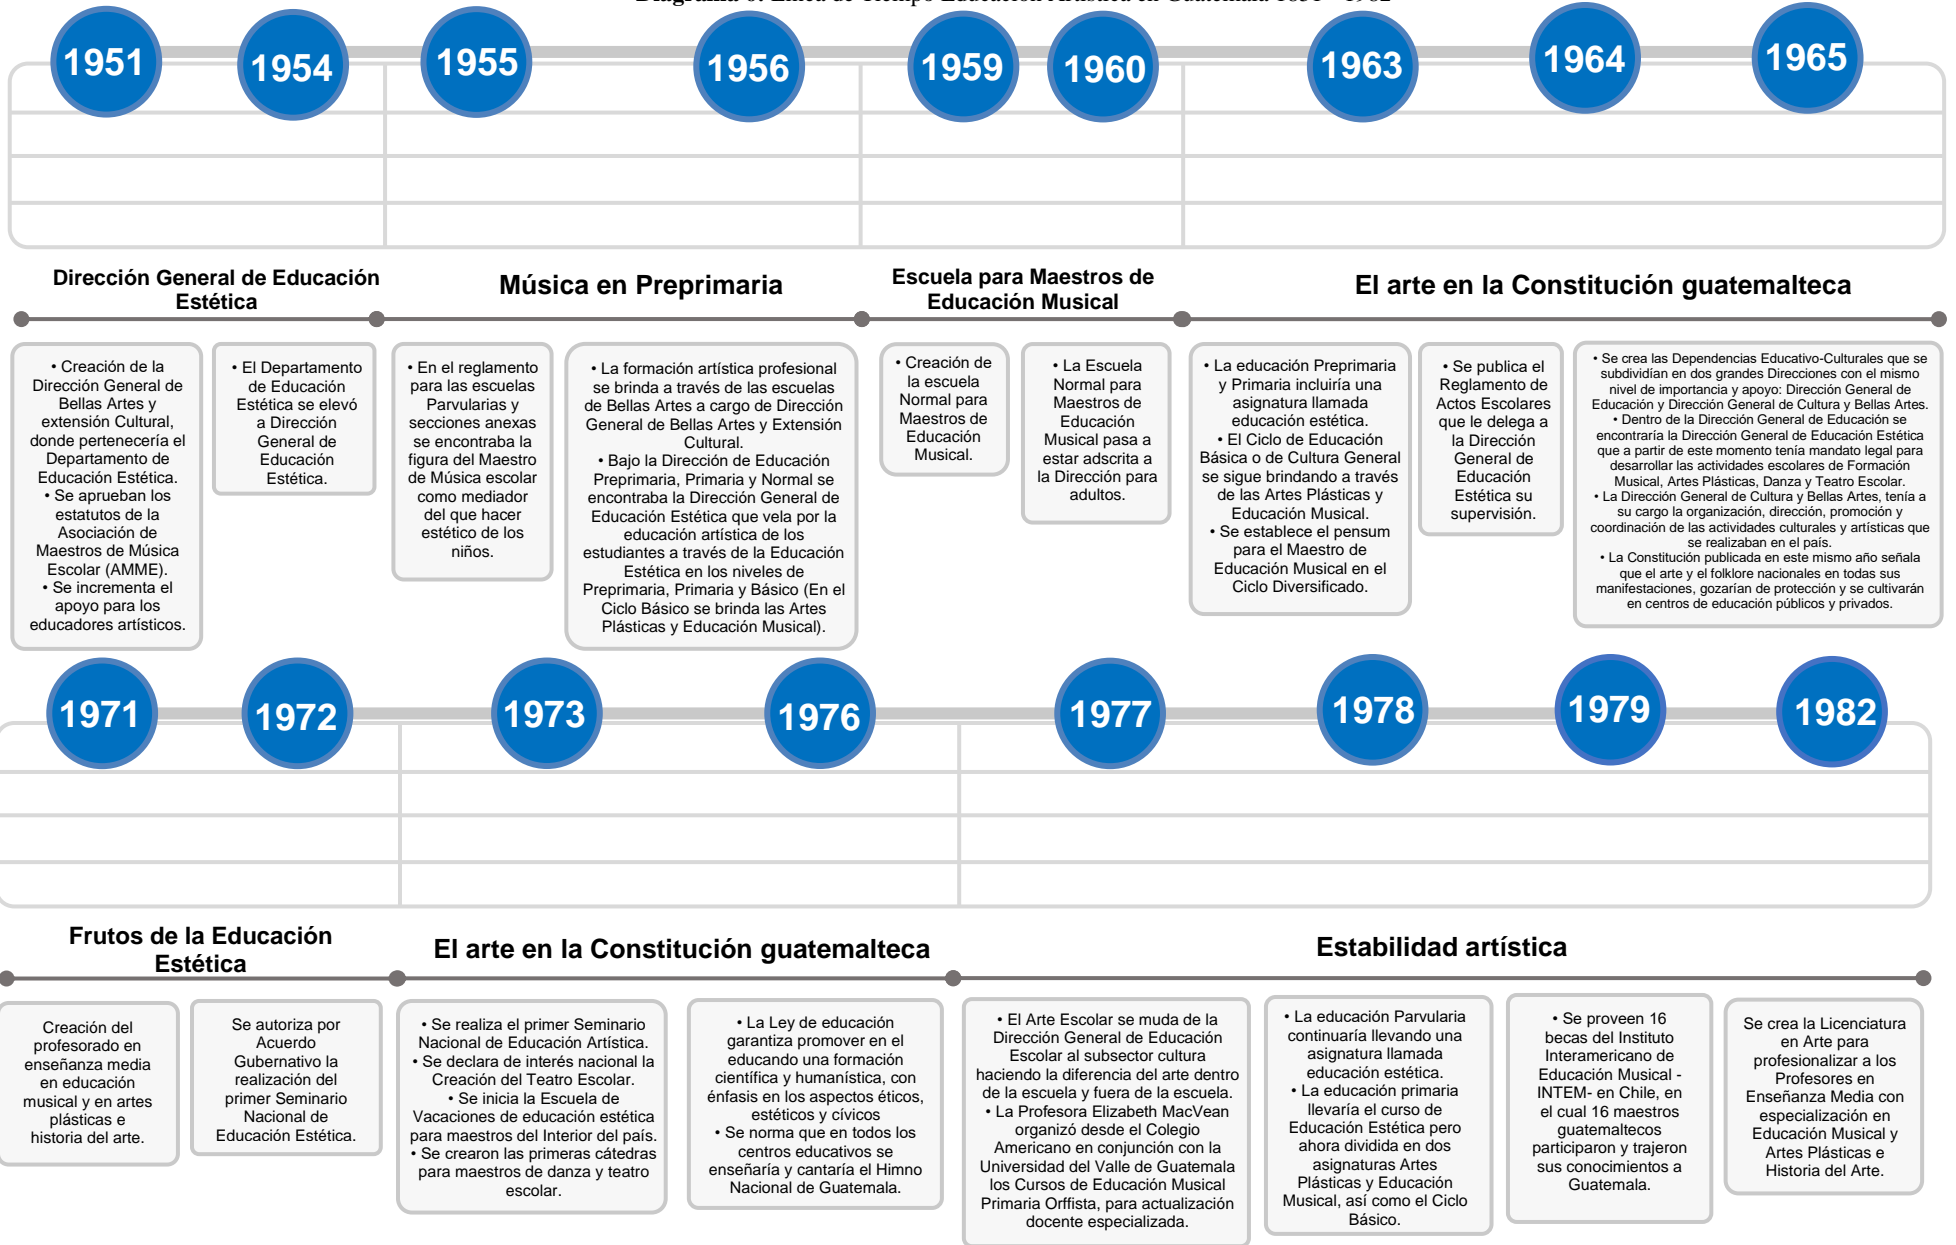 Diagrama 6. Línea de Tiempo Educación Artística en Guatemala 1831 - 1982
1951
1954
1955
1956
1959
1960
1963
1964
1965
Dirección General de Educación
Estética
Música en Preprimaria
Escuela para Maestros de
Educación Musical
El arte en la Constitución guatemalteca
• Creación de la
Dirección General de
Bellas Artes y
extensión Cultural,
donde pertenecería el
Departamento de
Educación Estética.
• Se aprueban los
estatutos de la
Asociación de
Maestros de Música
Escolar (AMME).
• Se incrementa el
apoyo para los
educadores artísticos.
• El Departamento
de Educación
Estética se elevó
a Dirección
General de
Educación
Estética.
• En el reglamento
para las escuelas
Parvularias y
secciones anexas
se encontraba la
figura del Maestro
de Música escolar
como mediador
del que hacer
estético de los
niños.
• La formación artística profesional
se brinda a través de las escuelas
de Bellas Artes a cargo de Dirección
General de Bellas Artes y Extensión
Cultural.
• Bajo la Dirección de Educación
Preprimaria, Primaria y Normal se
encontraba la Dirección General de
Educación Estética que vela por la
educación artística de los
estudiantes a través de la Educación
Estética en los niveles de
Preprimaria, Primaria y Básico (En el
Ciclo Básico se brinda las Artes
Plásticas y Educación Musical).
• Creación de
la escuela
Normal para
Maestros de
Educación
Musical.
• La Escuela
Normal para
Maestros de
Educación
Musical pasa a
estar adscrita a
la Dirección para
adultos.
• La educación Preprimaria
y Primaria incluiría una
asignatura llamada
educación estética.
• El Ciclo de Educación
Básica o de Cultura General
se sigue brindando a través
de las Artes Plásticas y
Educación Musical.
• Se establece el pensum
para el Maestro de
Educación Musical en el
Ciclo Diversificado.
• Se publica el
Reglamento de
Actos Escolares
que le delega a
la Dirección
General de
Educación
Estética su
supervisión.
• Se crea las Dependencias Educativo-Culturales que se
subdividían en dos grandes Direcciones con el mismo
nivel de importancia y apoyo: Dirección General de
Educación y Dirección General de Cultura y Bellas Artes.
• Dentro de la Dirección General de Educación se
encontraría la Dirección General de Educación Estética
que a partir de este momento tenía mandato legal para
desarrollar las actividades escolares de Formación
Musical, Artes Plásticas, Danza y Teatro Escolar.
• La Dirección General de Cultura y Bellas Artes, tenía a
su cargo la organización, dirección, promoción y
coordinación de las actividades culturales y artísticas que
se realizaban en el país.
• La Constitución publicada en este mismo año señala
que el arte y el folklore nacionales en todas sus
manifestaciones, gozarían de protección y se cultivarán
en centros de educación públicos y privados.
1971
1972
1973
1976
1977
1978
1979
1982
Frutos de la Educación
Estética
El arte en la Constitución guatemalteca
Estabilidad artística
Creación del
profesorado en
enseñanza media
en educación
musical y en artes
plásticas e
historia del arte.
Se autoriza por
Acuerdo
Gubernativo la
realización del
primer Seminario
Nacional de
Educación Estética.
• Se realiza el primer Seminario
Nacional de Educación Artística.
• Se declara de interés nacional la
Creación del Teatro Escolar.
• Se inicia la Escuela de
Vacaciones de educación estética
para maestros del Interior del país.
• Se crearon las primeras cátedras
para maestros de danza y teatro
escolar.
• La Ley de educación
garantiza promover en el
educando una formación
científica y humanística, con
énfasis en los aspectos éticos,
estéticos y cívicos
• Se norma que en todos los
centros educativos se
enseñaría y cantaría el Himno
Nacional de Guatemala.
• El Arte Escolar se muda de la
Dirección General de Educación
Escolar al subsector cultura
haciendo la diferencia del arte dentro
de la escuela y fuera de la escuela.
• La Profesora Elizabeth MacVean
organizó desde el Colegio
Americano en conjunción con la
Universidad del Valle de Guatemala
los Cursos de Educación Musical
Primaria Orffista, para actualización
docente especializada.
• La educación Parvularia
continuaría llevando una
asignatura llamada
educación estética.
• La educación primaria
llevaría el curso de
Educación Estética pero
ahora dividida en dos
asignaturas Artes
Plásticas y Educación
Musical, así como el Ciclo
Básico.
• Se proveen 16
becas del Instituto
Interamericano de
Educación Musical -
INTEM- en Chile, en
el cual 16 maestros
guatemaltecos
participaron y trajeron
sus conocimientos a
Guatemala.
Se crea la Licenciatura
en Arte para
profesionalizar a los
Profesores en
Enseñanza Media con
especialización en
Educación Musical y
Artes Plásticas e
Historia del Arte.